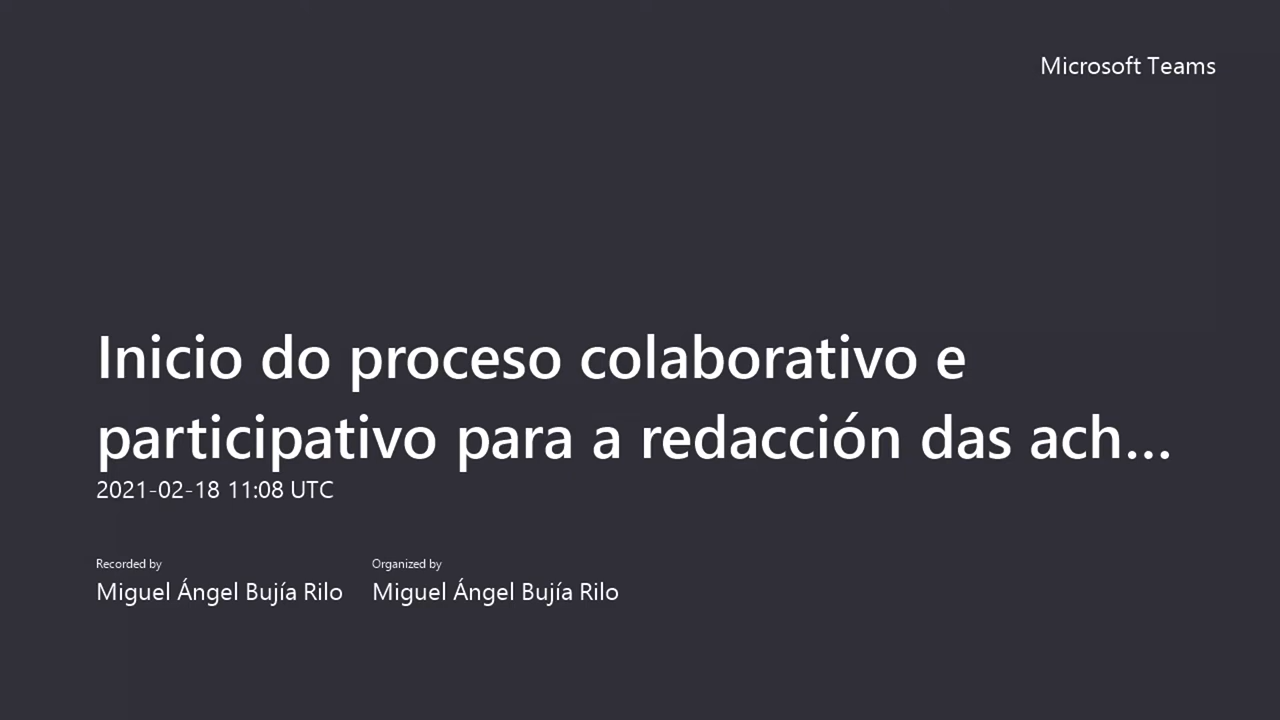 Microsoft Teams
Inicio do proceso colaborativo e
participativo para a redacción das ach...
2021-02-18 11:08 UTC
Recorded by
Miguel Ángel Bujía Rilo
Organized by
Miguel Ángel Bujía Rilo